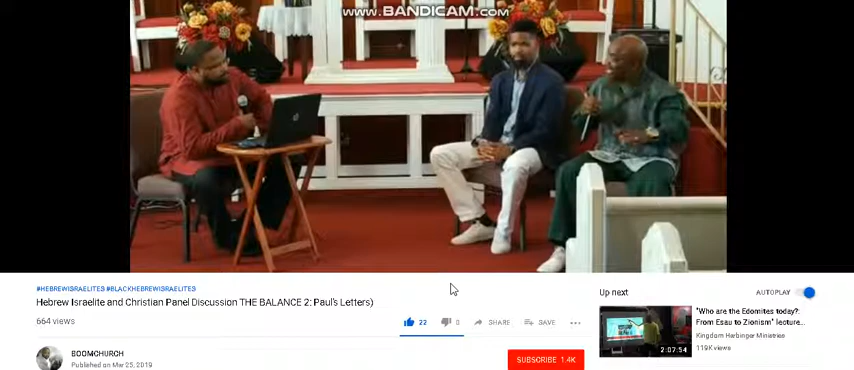 www.BANDICAM.com
#HEBREWISRAELITES #BLACKHEBREWISRAELITES
Hebrew Israelite and Christian Panel Discussion THE BALANCE 2: Paul's Letters)
664 views
22
0
SHARE
SAVE
BOOMCHURCH
Published on Mar 25, 2019
SUBSCRIBE 1.4K
Up next
AUTOPLAY
"Who are the Edomites today?:
From Esau to Zionism" lecture...
Kingdom Harbinger Ministries
119K views
2:07:54